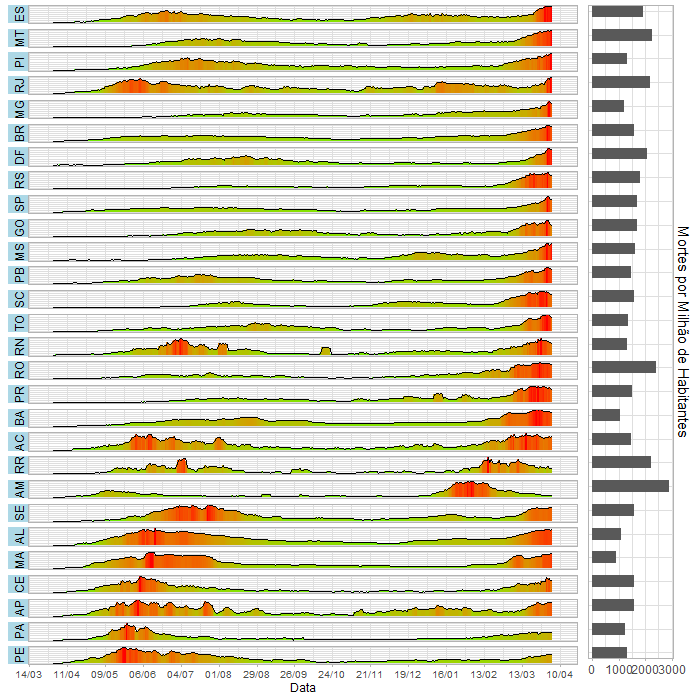 ES
MT
PI
RJ
MG
BR
DF
RS
SP
GO
MS
PB
SC
TO
RN
RO
PR
BA
AC
RR
AM
SE
AL
MA
CE
AP
PA
PE
14/03 11/04 09/05 06/06 04/07 01/08 29/08 26/09 24/10 21/11 19/12 16/01 13/02 13/03 10/04
Data
0 1000 2000 3000
Mortes por Milhão de Habitantes